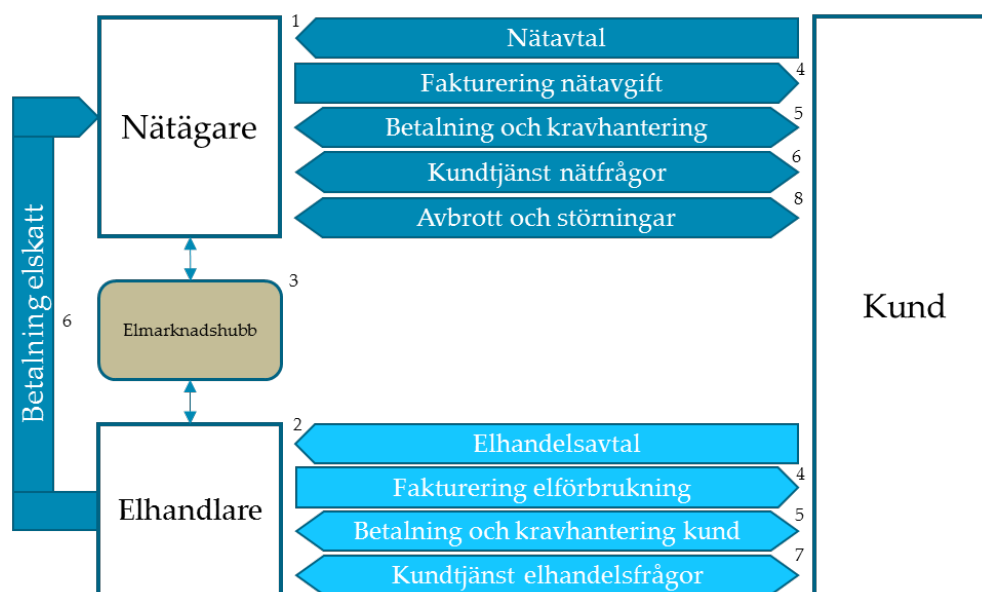 1
Nätavtal
4
Fakturering nätavgift
Nätägare
5
Betalning och kravhantering
6
Kundtjänst nätfrågor
8
Avbrott och störningar
Kund
3
Elmarknadshubb
Betalning elskatt
6
2
Elhandelsavtal
4
Fakturering elförbrukning
Elhandlare
5
Betalning och kravhantering kund
7
Kundtjänst elhandelsfrågor